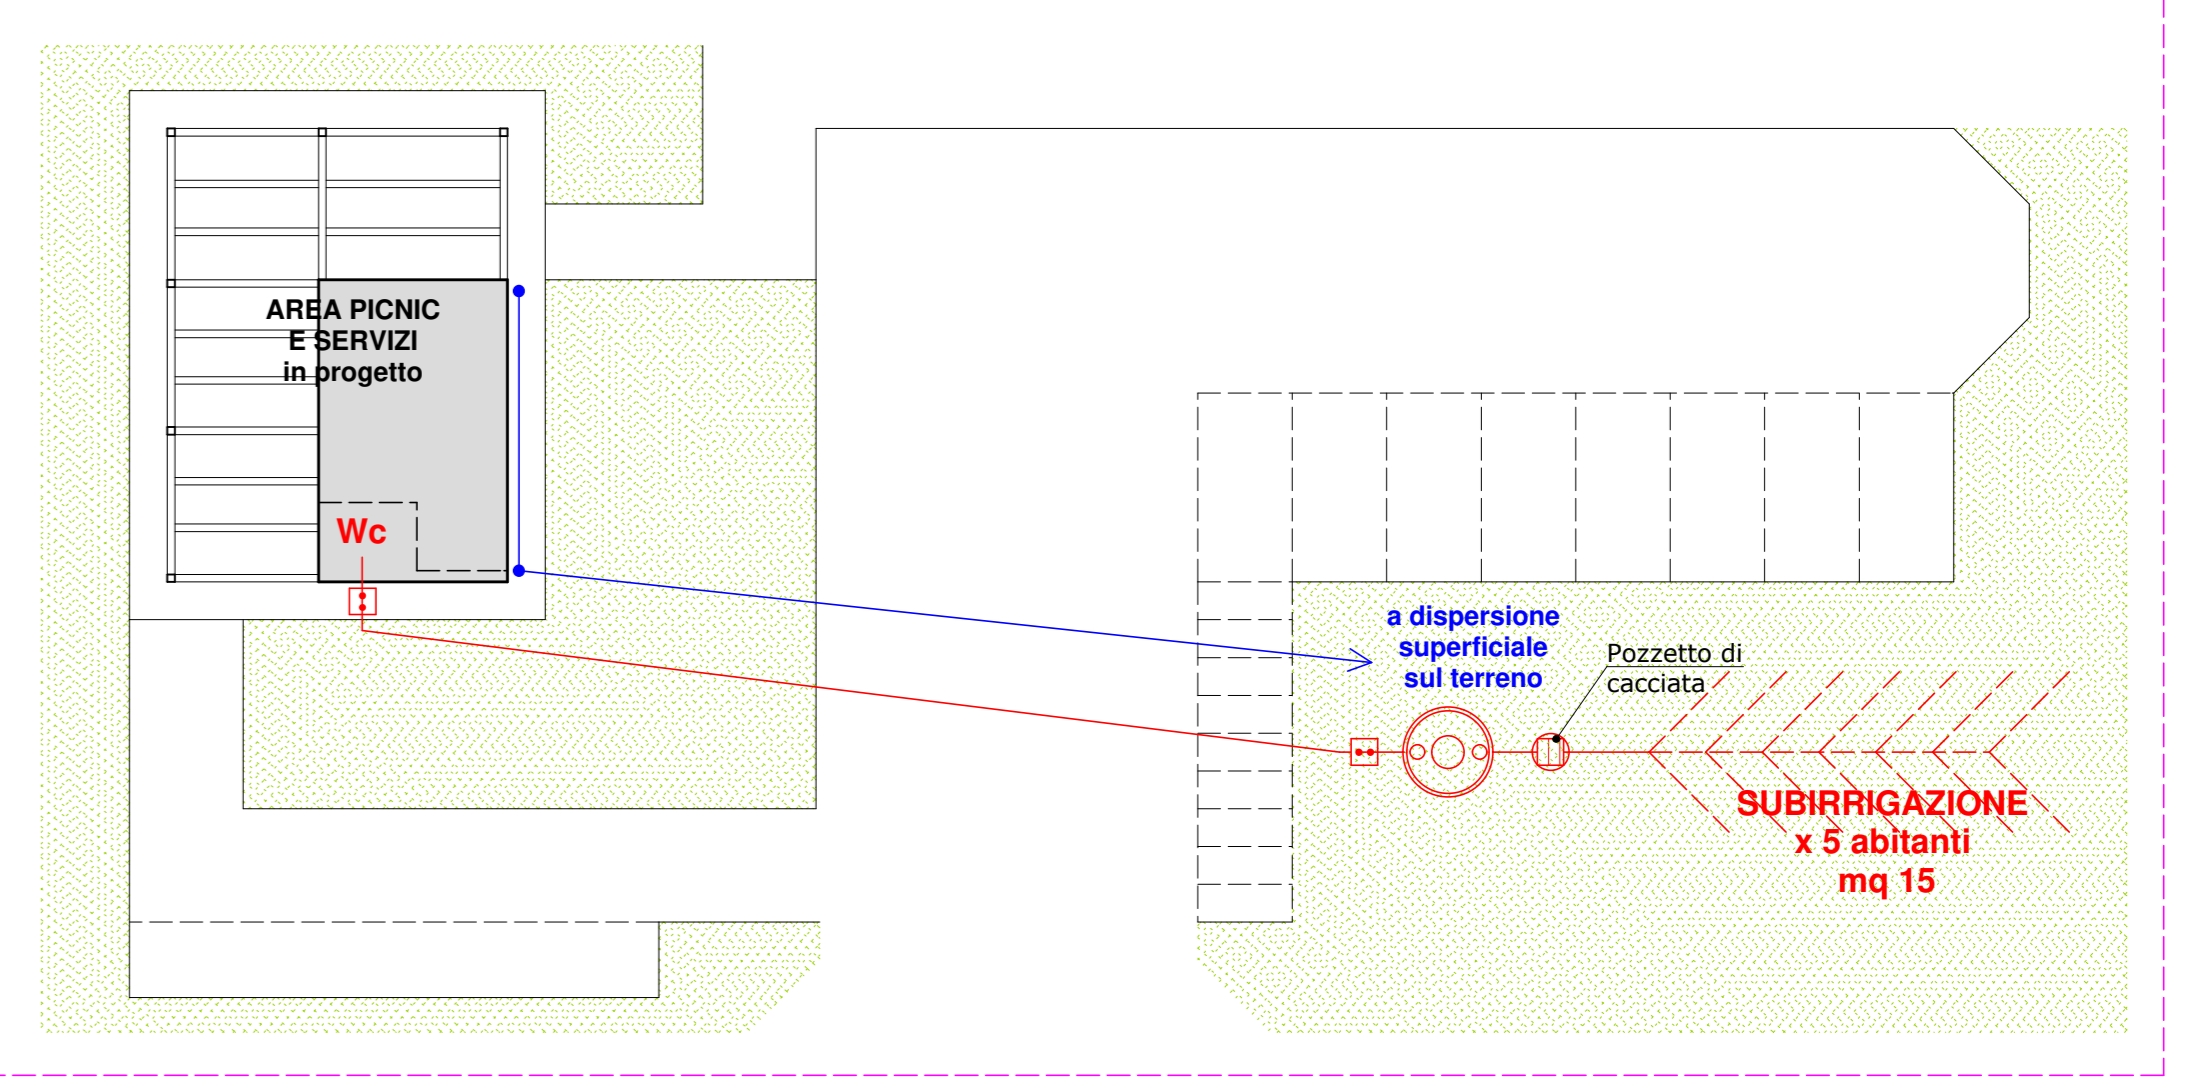 AREA PICNIC
E SERVIZI
in progetto
Wc
a dispersione
superficiale
sul terreno
Pozzetto di
cacciata
SUBIRRIGAZIONE
x 5 abitanti
mq 15